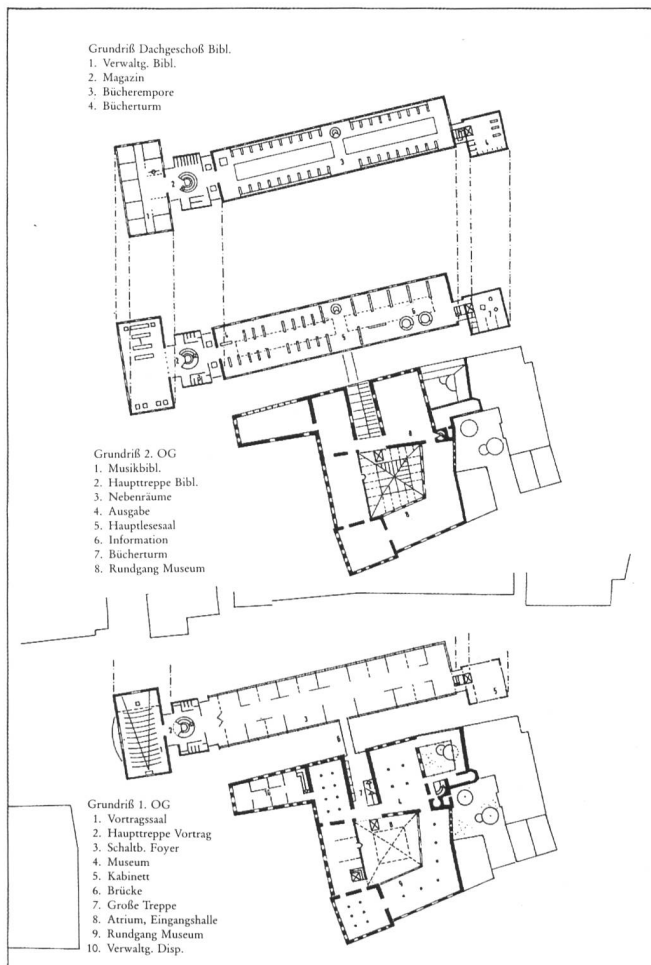 Grundriß Dachgeschoß Bibl.
1. Verwaltg. Bibl.
2. Magazin
3. Bücherempore
4. Bücherturm
Grundriß 2. OG
1. Musikbibl.
2. Haupttreppe Bibl.
3. Nebenräume
4. Ausgabe
5. Hauptlesesaal
6. Information
7. Bücherturm
8. Rundgang Museum
Grundriß 1. OG
1. Vortragssaal
2. Haupttreppe Vortrag
3. Schaltb. Foyer
4. Museum
5. Kabinett
6. Brücke
7. Große Treppe
8. Atrium, Eingangshalle
9. Rundgang Museum
10. Verwaltg. Disp.